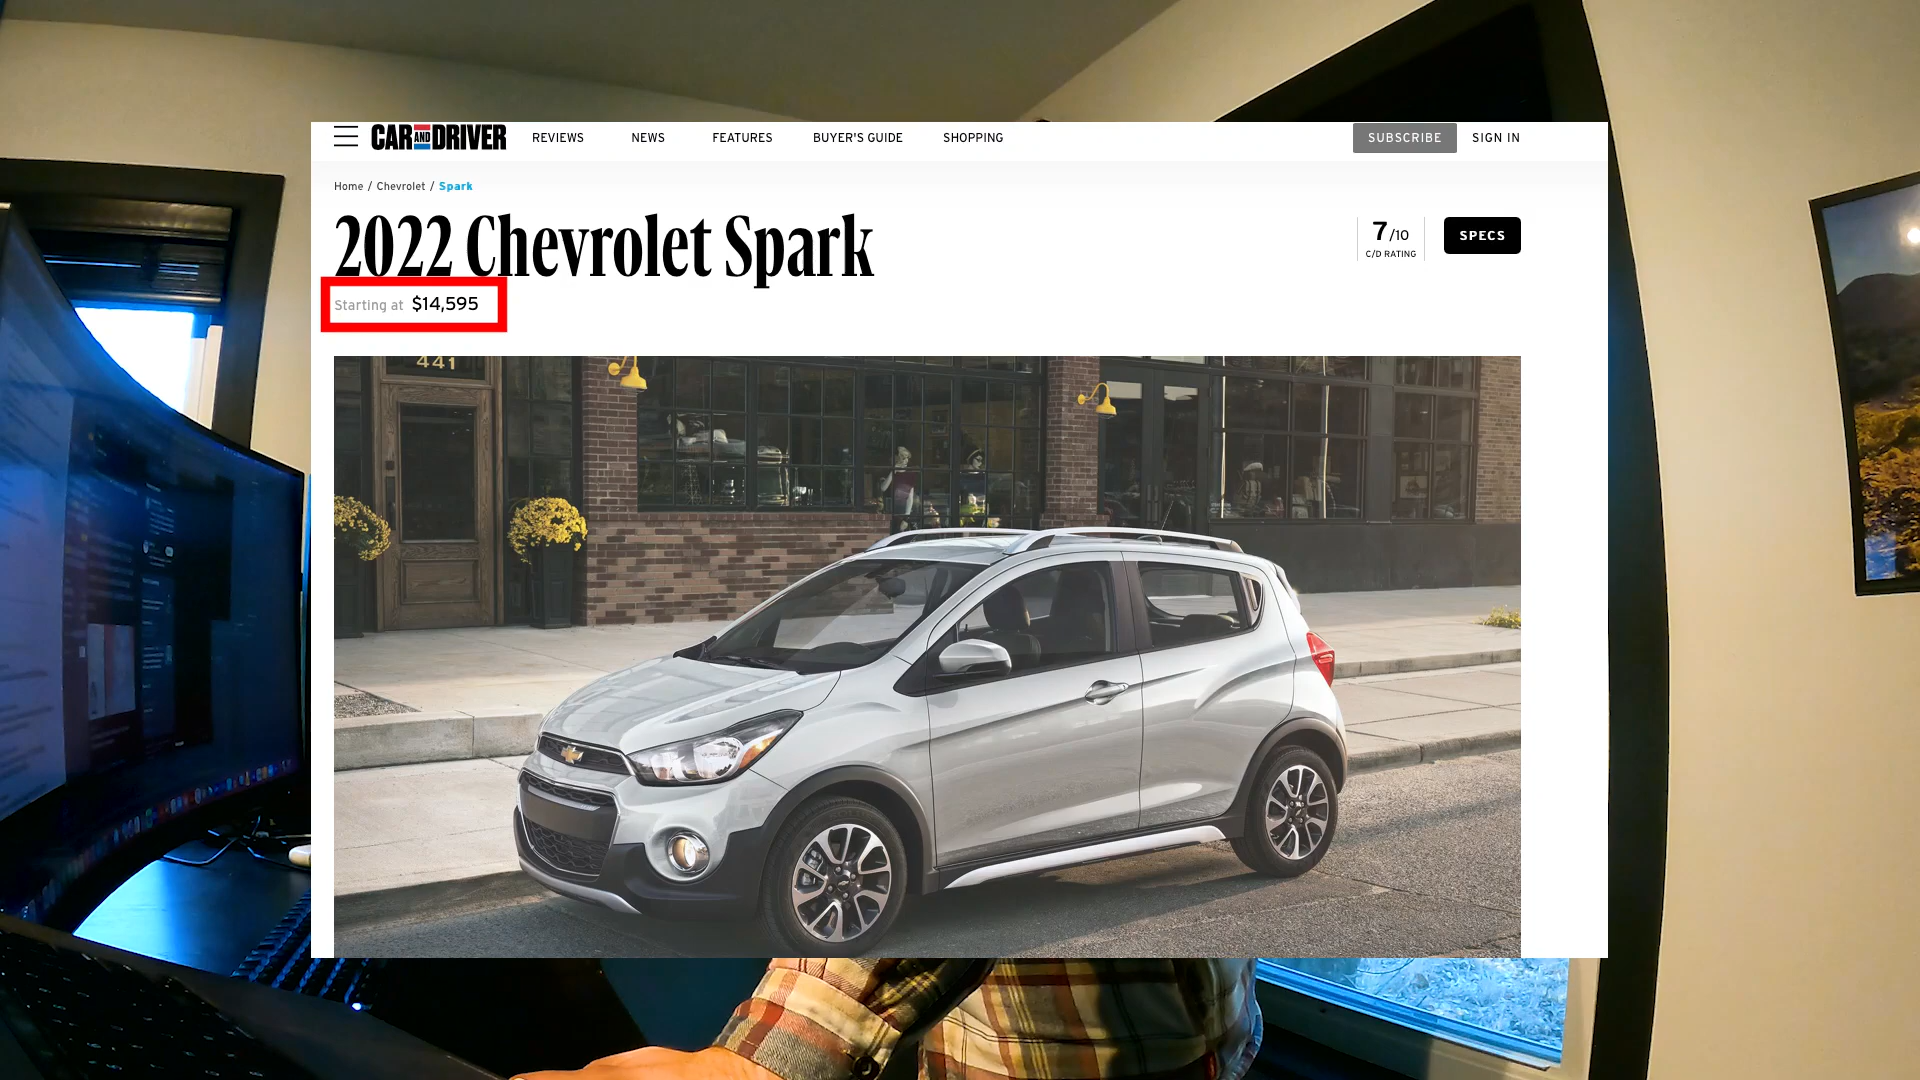 CAR AND DRIVER
REVIEWS NEWS FEATURES BUYER'S GUIDE SHOPPING SUBSCRIBE SIGN IN
Home / Chevrolet / Spark
2022 Chevrolet Spark
7/10
C/D RATING
SPECS
Starting at $14,595
441